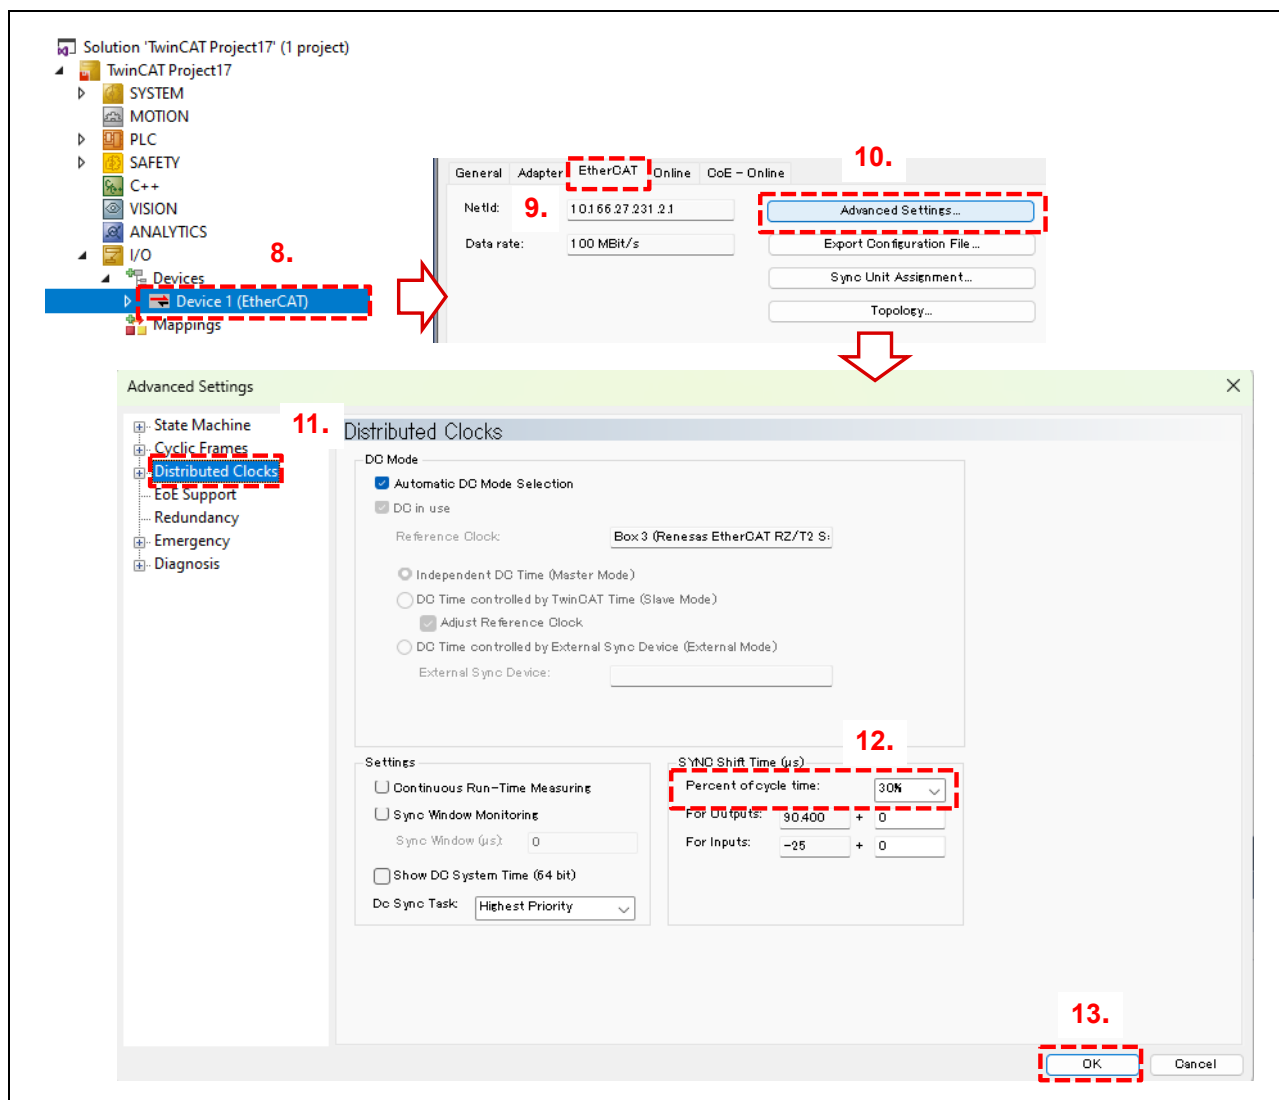 Solution 'TwinCAT Project17' (1 project)
TwinCAT Project17
SYSTEM
MOTION
PLC
SAFETY
C++
VISION
ANALYTICS
I/O
8.
Devices
Device 1 (EtherCAT)
Mappings
10.
General Adapter EtherCAT Online CoE - Online
NetId: 9. 10.166.27.231.2.1 Advanced Settings...
Data rate: 100 MBit/s Export Configuration File...
Sync Unit Assignment...
Topology...
Advanced Settings
11.
State Machine
Cyclic Frames
Distributed Clocks
EoE Support
Redundancy
Emergency
Diagnosis
Distributed Clocks
DC Mode
Automatic DC Mode Selection
DC in use
Reference Clock: Box 3 (Renesas EtherCAT RZ/T2 S
Independent DC Time (Master Mode)
DC Time controlled by TwinCAT Time (Slave Mode)
Adjust Reference Clock
DC Time controlled by External Sync Device (External Mode)
External Sync Device:
Settings
Continuous Run-Time Measuring
Sync Window Monitoring
Sync Window (µs): 0
Show DC System Time (64 bit)
Dc Sync Task: Highest Priority
12.
SYNC Shift Time (µs)
Percent of cycle time: 30%
For Outputs: 90.400 + 0
For Inputs: -25 + 0
13.
OK Cancel